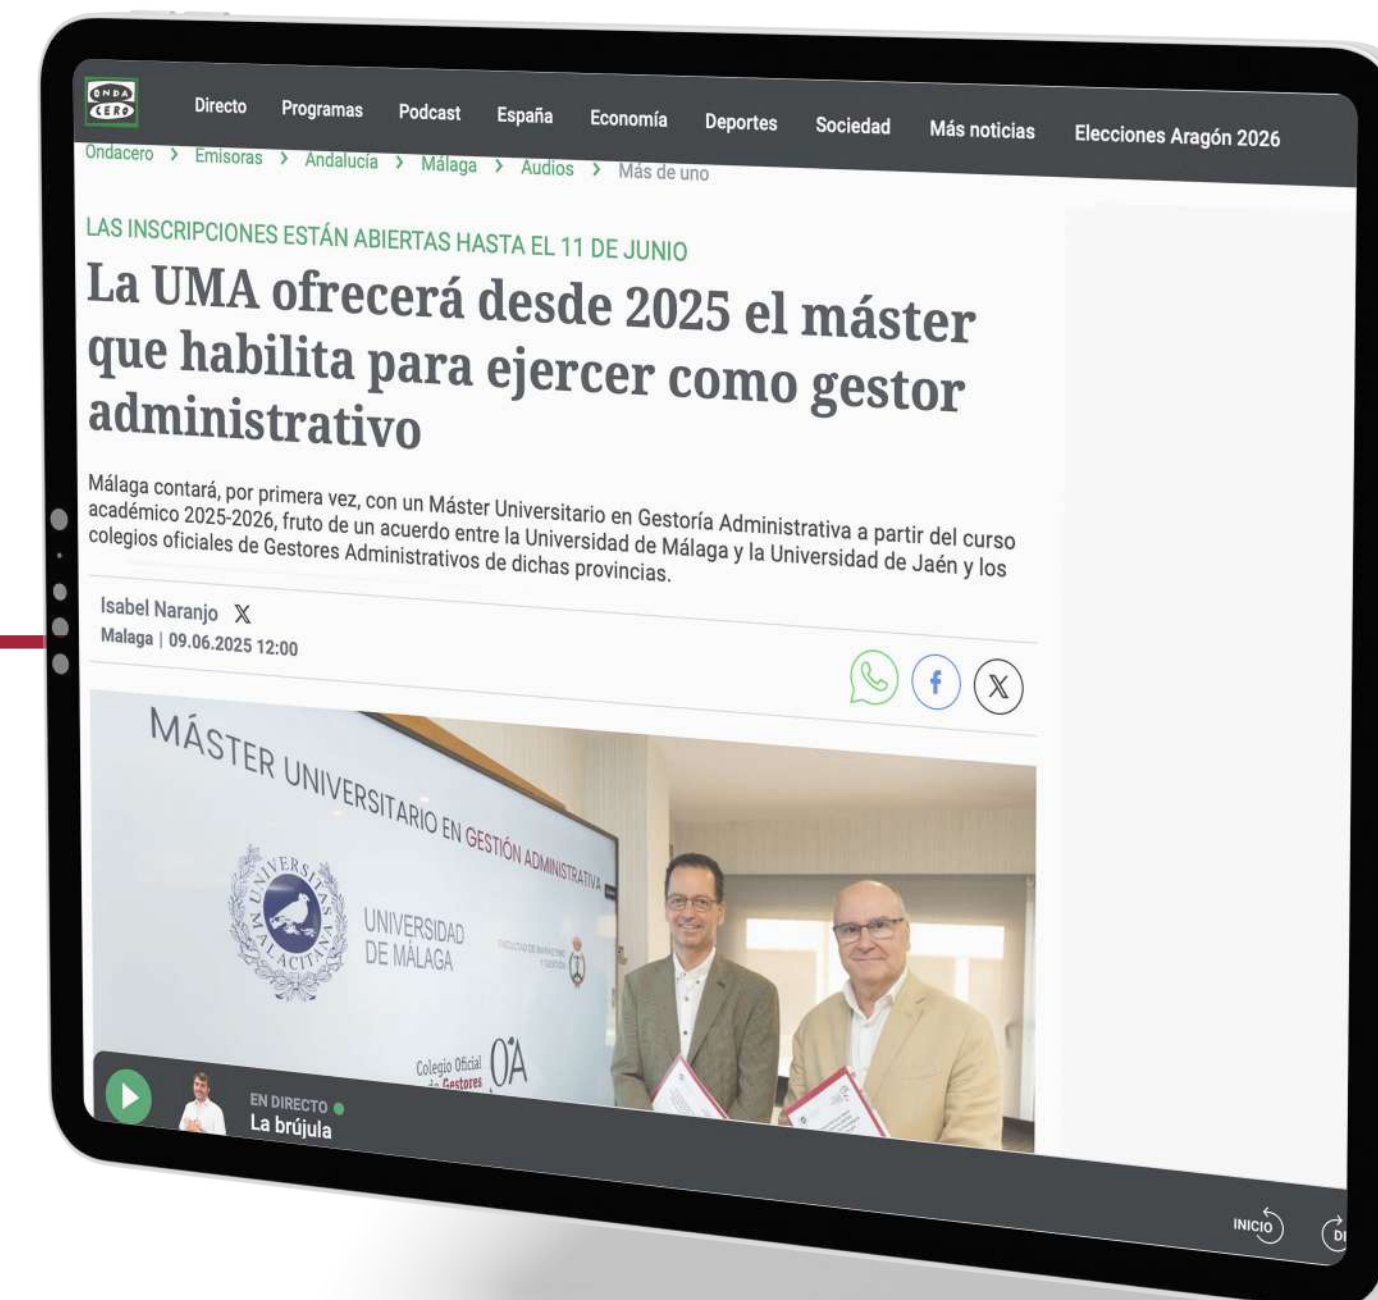 ONDA
CERO
Directo Programas Podcast España Economía Deportes Sociedad Más noticias Elecciones Aragón 2026
Ondacero > Emisoras > Andalucía > Málaga > Audios > Más de uno
LAS INSCRIPCIONES ESTÁN ABIERTAS HASTA EL 11 DE JUNIO
La UMA ofrecerá desde 2025 el máster
que habilita para ejercer como gestor
administrativo
Málaga contará, por primera vez, con un Máster Universitario en Gestoría Administrativa a partir del curso
académico 2025-2026, fruto de un acuerdo entre la Universidad de Málaga y la Universidad de Jaén y los
colegios oficiales de Gestores Administrativos de dichas provincias.
Isabel Naranjo
Malaga | 09.06.2025 12:00
MÁSTER UNIVERSITARIO EN GESTIÓN ADMINISTRATIVA
UNIVERSITAS MALACITANA
UNIVERSIDAD
DE MÁLAGA
Colegio Oficial
de Gestores
EN DIRECTO
La brújula
INICIO